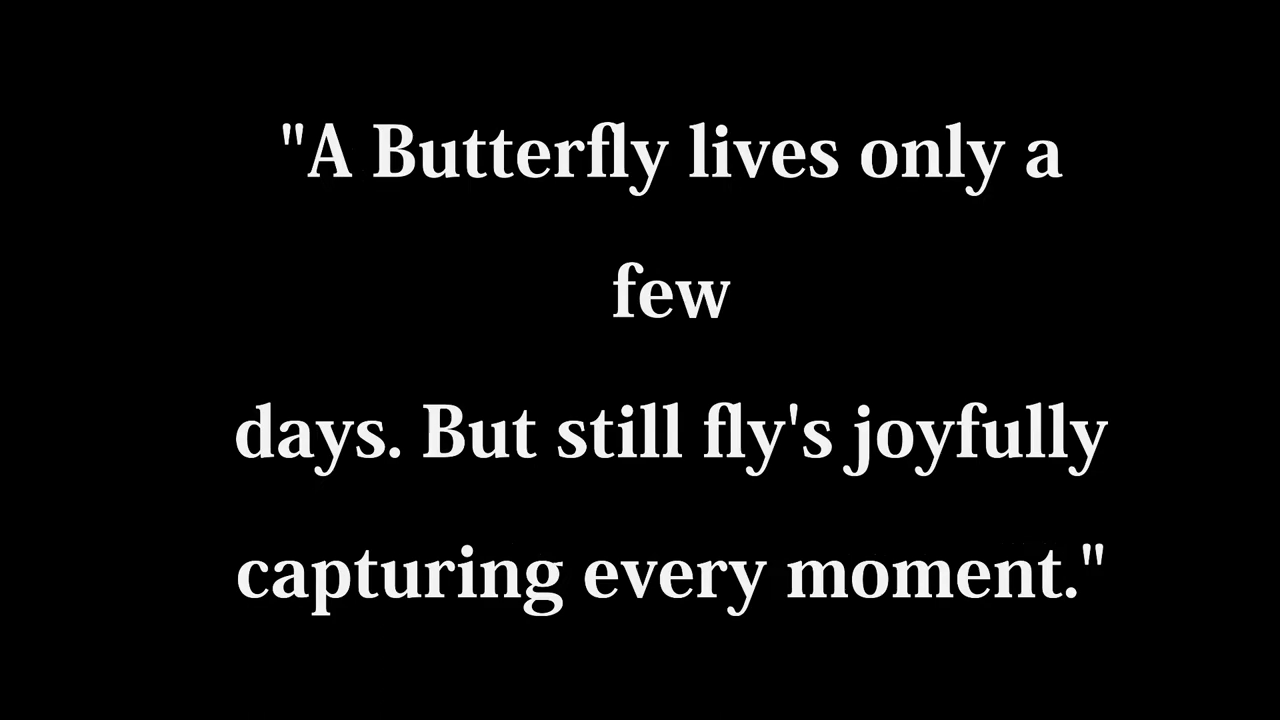 "A Butterfly lives only a
few
days. But still fly's joyfully
capturing every moment."